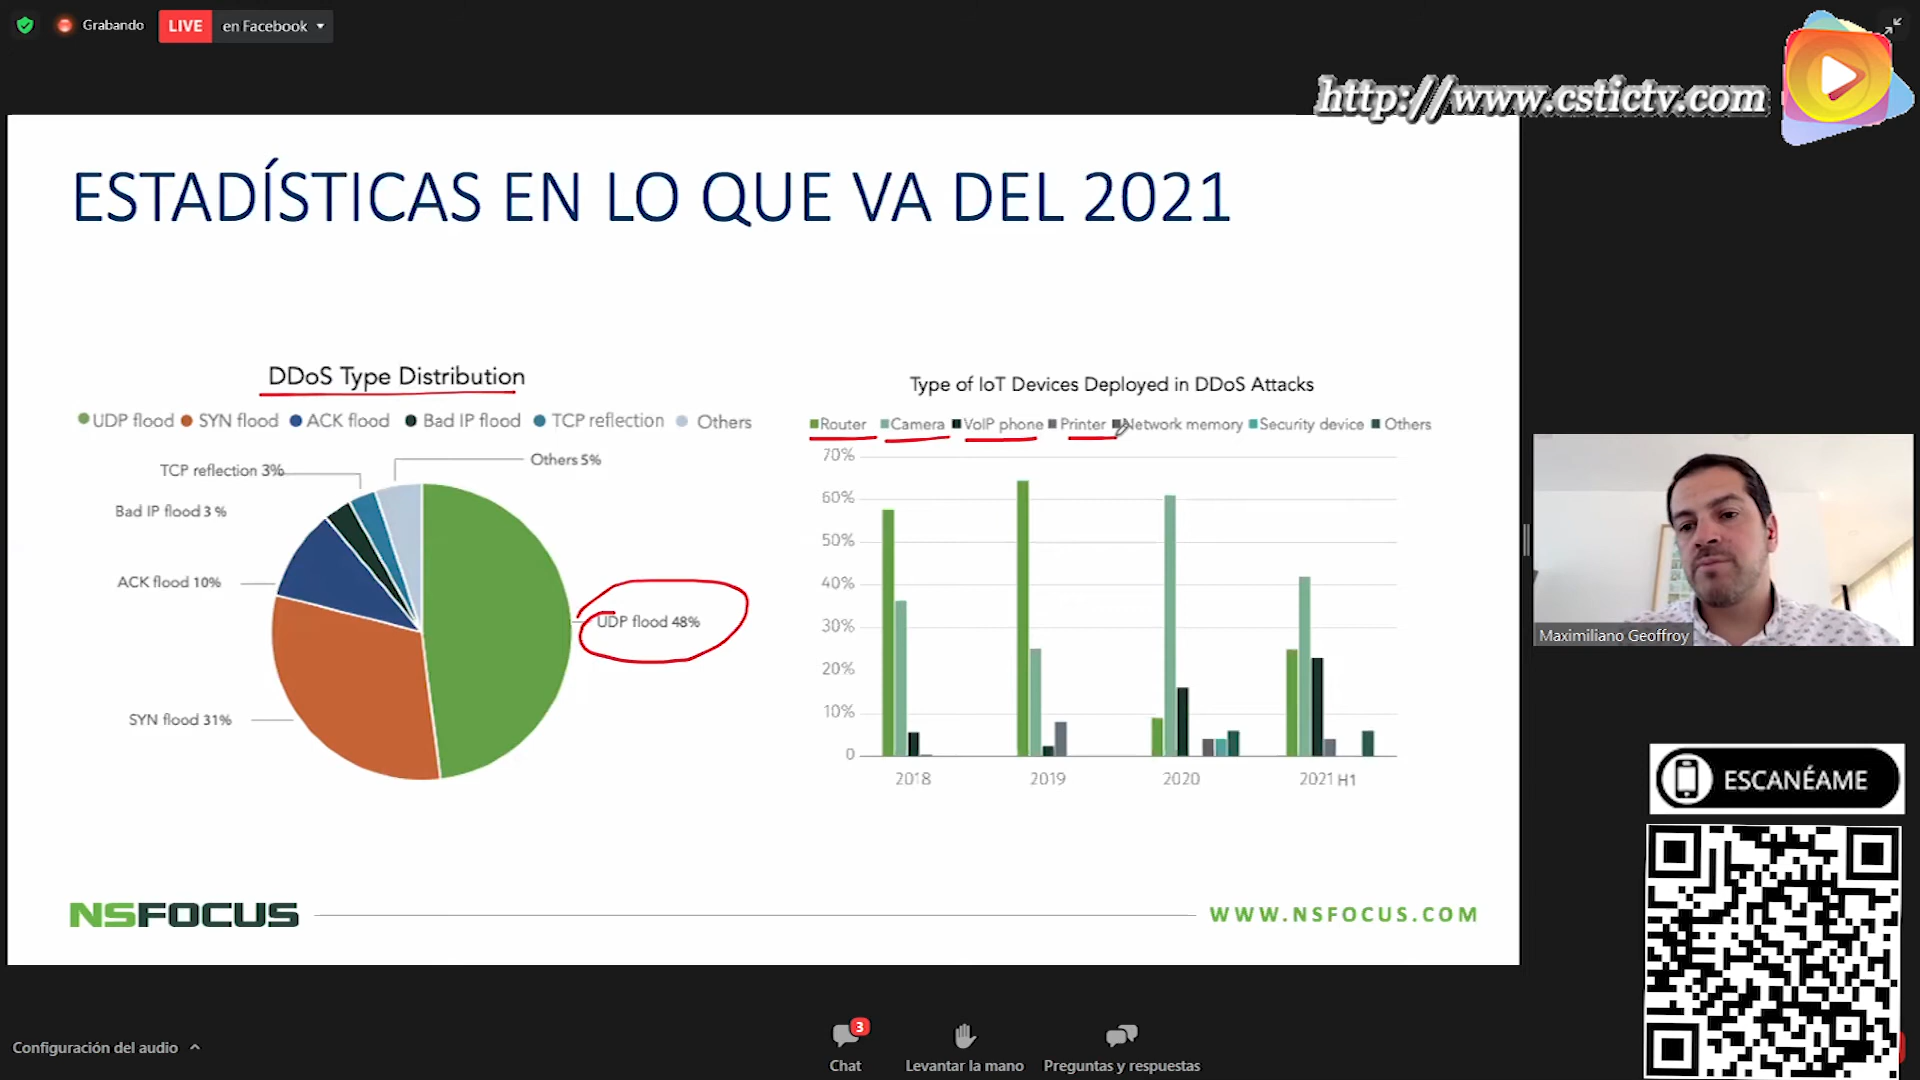 Grabando
LIVE en Facebook
http://www.cstictv.com
ESTADÍSTICAS EN LO QUE VA DEL 2021
DDoS Type Distribution
UDP flood SYN flood ACK flood Bad IP flood TCP reflection Others
TCP reflection 3%
Others 5%
Bad IP flood 3 %
ACK flood 10%
UDP flood 48%
SYN flood 31%
Type of IoT Devices Deployed in DDoS Attacks
Router Camera VoIP phone Printer Network memory Security device Others
70%
60%
50%
40%
30%
20%
10%
0
2018 2019 2020 2021 H1
NSFOCUS
WWW.NSFOCUS.COM
Maximiliano Geoffroy
ESCANÉAME
Configuración del audio
3
Chat
Levantar la mano
Preguntas y respuestas